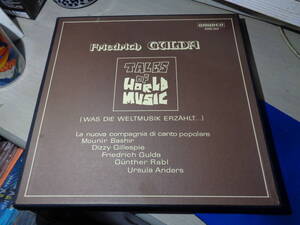 AMADEO
Friedrich GULDA
TALES
OF
WORLD
MUSIC
(WAS DIE WELTMUSIK ERZÄHLT...)
La nuova compagnia di canto popolare
Mounir Bashir
Dizzy Gillespie
Friedrich Gulda
Günther Rabl
Ursula Anders